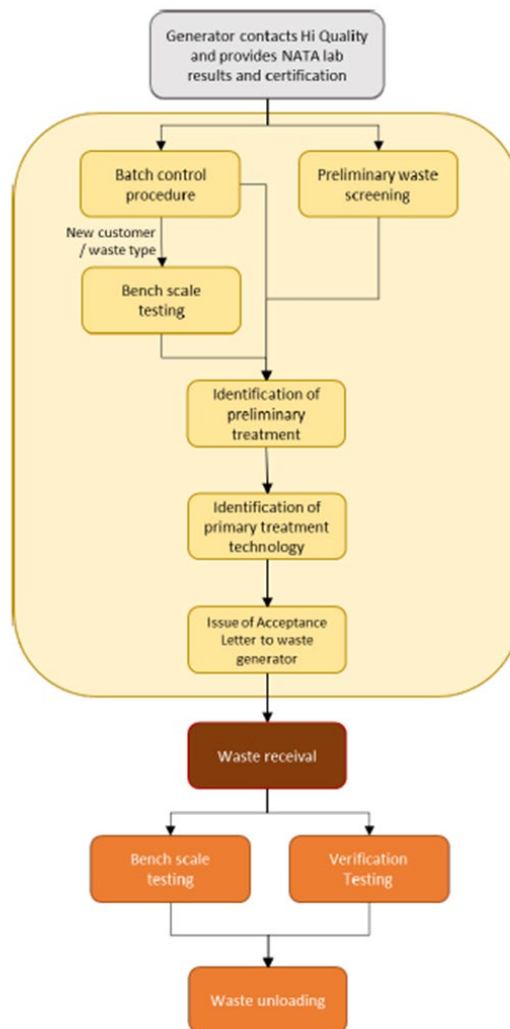 Generator contacts Hi Quality
and provides NATA lab
results and certification
Batch control
procedure
Preliminary waste
screening
New customer
/ waste type
Bench scale
testing
Identification of
preliminary
treatment
Identification of
primary treatment
technology
Issue of Acceptance
Letter to waste
generator
Waste receival
Bench scale
testing
Verification
Testing
Waste unloading